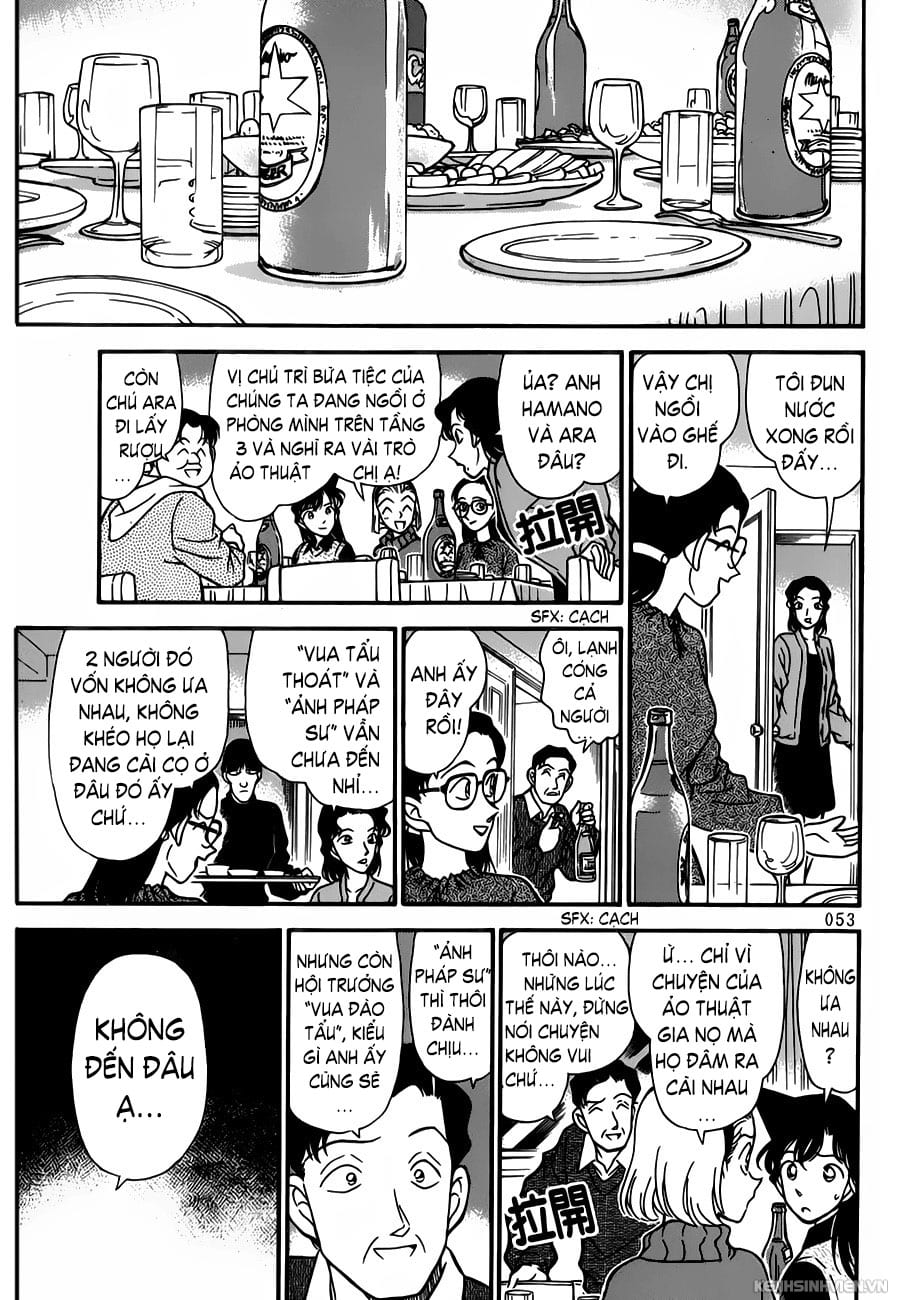 TÔI ĐUN
NƯỚC
XONG RỒI
ĐẤY...
VẬY CHỊ
NGỒI
VÀO GHẾ
ĐI.
ỦA? ANH
HAMANO
VÀ ARA
ĐÂU?
VỊ CHỦ TRÌ BỮA TIỆC CỦA
CHÚNG TA ĐANG NGỒI Ở
PHÒNG MÌNH TRÊN TẦNG
3 VÀ NGHĨ RA VÀI TRÒ
ẢO THUẬT CHỊ Ạ!
CÒN
CHÚ ARA
ĐI LẤY
RƯỢU
...
拉開
SFX: CẠCH
ÔI, LẠNH
CÓNG
CẢ
NGƯỜI
...
ANH ẤY
ĐÂY
RỒI!
"VUA TẨU
THOÁT" VÀ
"ẢNH PHÁP
SƯ" VẪN
CHƯA ĐẾN
NHỈ...
2 NGƯỜI ĐÓ
VỐN KHÔNG ƯA
NHAU, KHÔNG
KHÉO HỌ LẠI
ĐANG CÃI CỌ Ở
ĐÂU ĐÓ ẤY
CHỨ...
SFX: CẠCH
053
KHÔNG
ƯA
NHAU
?
Ừ... CHỈ VÌ
CHUYỆN CỦA
ẢO THUẬT
GIA NỌ MÀ
HỌ ĐÂM RA
CÃI NHAU
THÔI NÀO...
NHỮNG LÚC
THẾ NÀY, ĐỪNG
NÓI CHUYỆN
KHÔNG VUI
CHỨ...
拉開
"ẢNH
PHÁP SƯ"
THÌ THÔI
ĐÀNH
CHỊU...
NHƯNG CÒN
HỘI TRƯỞNG
"VUA ĐÀO
TẨU", KIỂU
GÌ ANH ẤY
CŨNG SẼ
...
KHÔNG
ĐẾN ĐÂU
Ạ...
KENHSINHVIEN.VN